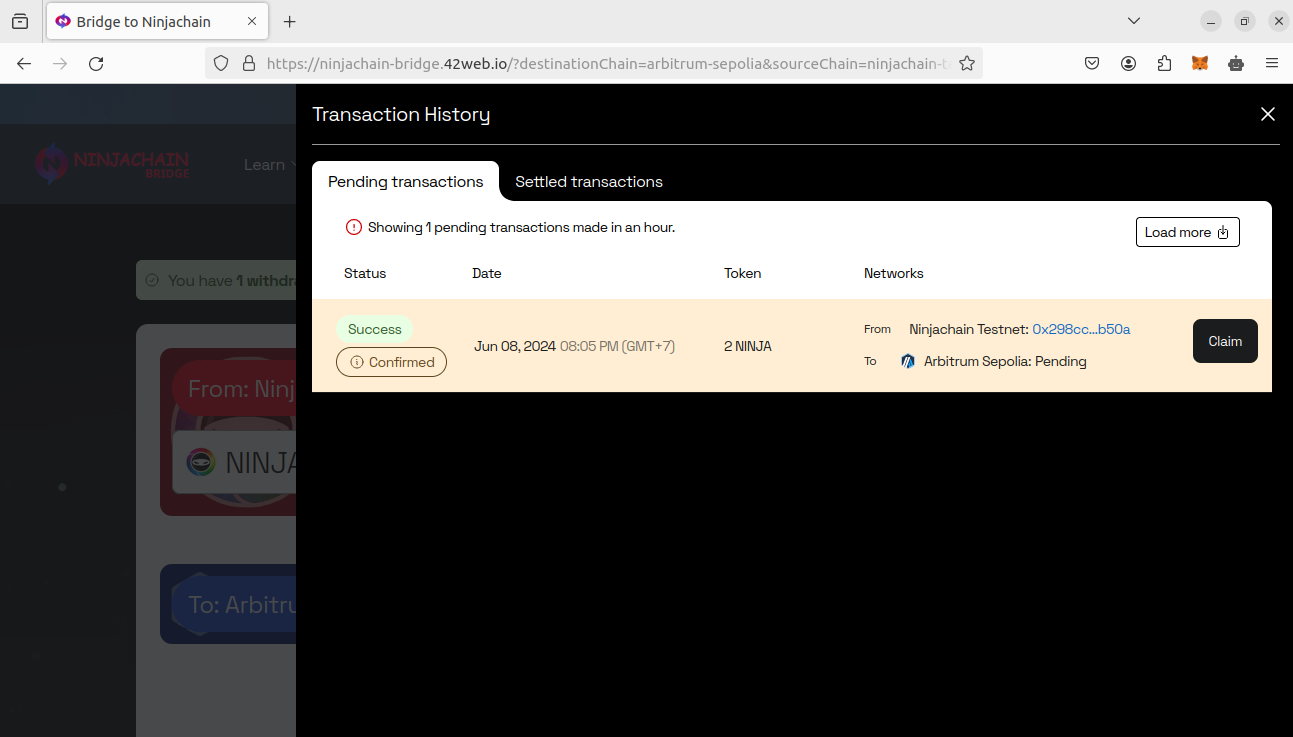 Bridge to Ninjachain
https://ninjachain-bridge.42web.io/?destinationChain=arbitrum-sepolia&sourceChain=ninjachain-t
NINJACHAIN
BRIDGE
Learn
Transaction History
Pending transactions
Settled transactions
Showing 1 pending transactions made in an hour.
Load more
Status Date Token Networks
Success
Confirmed
Jun 08, 2024 08:05 PM (GMT+7)
2 NINJA
From Ninjachain Testnet: 0x298cc...b50a
To Arbitrum Sepolia: Pending
Claim
You have 1 withdra
From: Ninj
NINJA
To: Arbitru